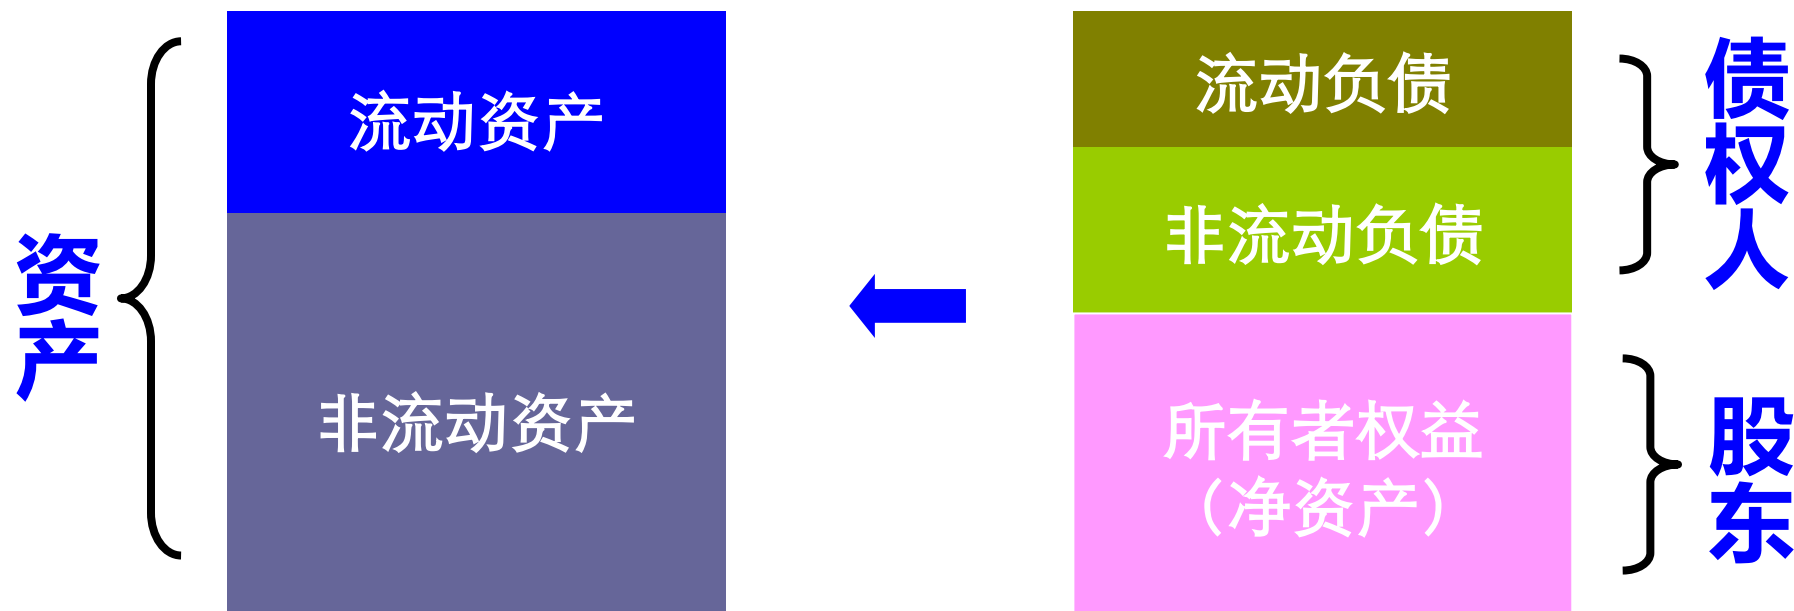 资产
流动资产
非流动资产
流动负债
非流动负债
所有者权益
（净资产）
债权人
股东